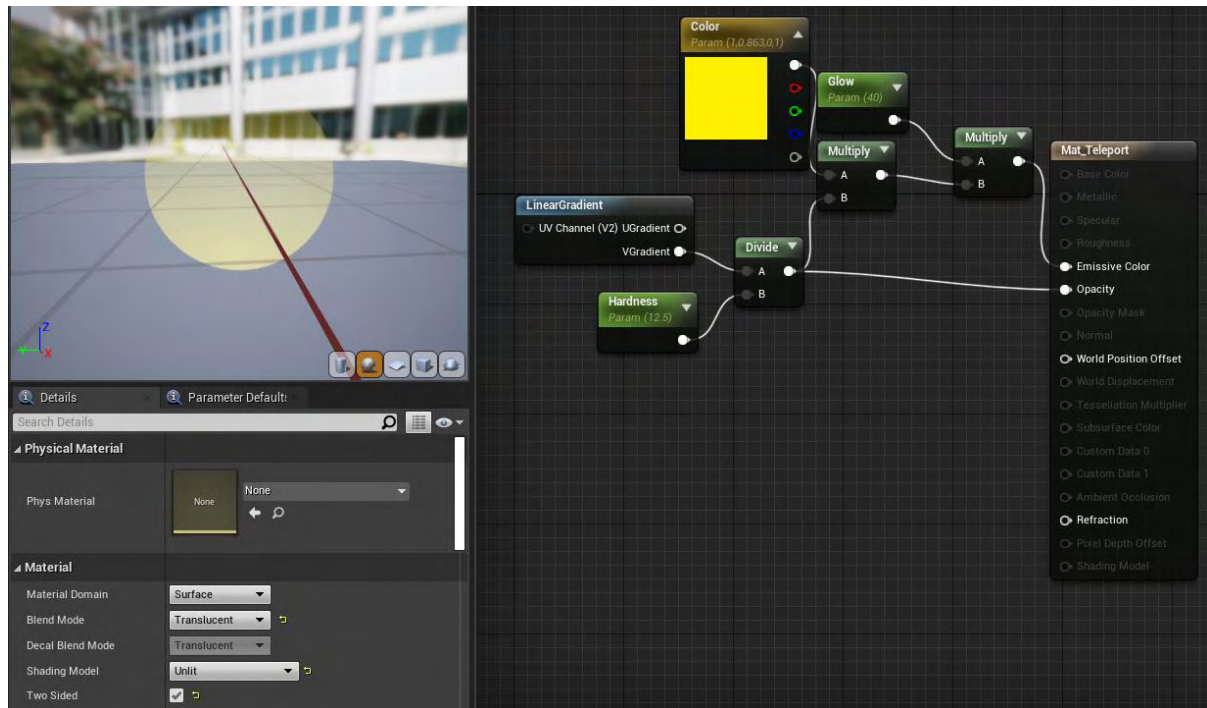 Z
Y
X
Details
Parameter Default:
Search Details
Physical Material
Phys Material
None
None
Material
Material Domain
Surface
Blend Mode
Translucent
Decal Blend Mode
Translucent
Shading Model
Unlit
Two Sided
Color
Param (1,0.863,0,1)
Glow
Param (40)
Multiply
A
B
Multiply
A
B
LinearGradient
UV Channel (V2) UGradient
VGradient
Divide
A
B
Hardness
Param (12.5)
Mat_Teleport
Base Color
Metallic
Specular
Roughness
Emissive Color
Opacity
Opacity Mask
Normal
World Position Offset
World Displacement
Tessellation Multiplier
Subsurface Color
Custom Data 0
Custom Data 1
Ambient Occlusion
Refraction
Pixel Depth Offset
Shading Model